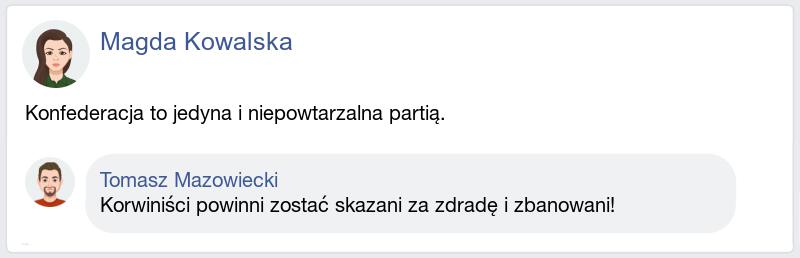 Magda Kowalska
Konfederacja to jedyna i niepowtarzalna partią.
Tomasz Mazowiecki
Korwiniści powinni zostać skazani za zdradę i zbanowani!